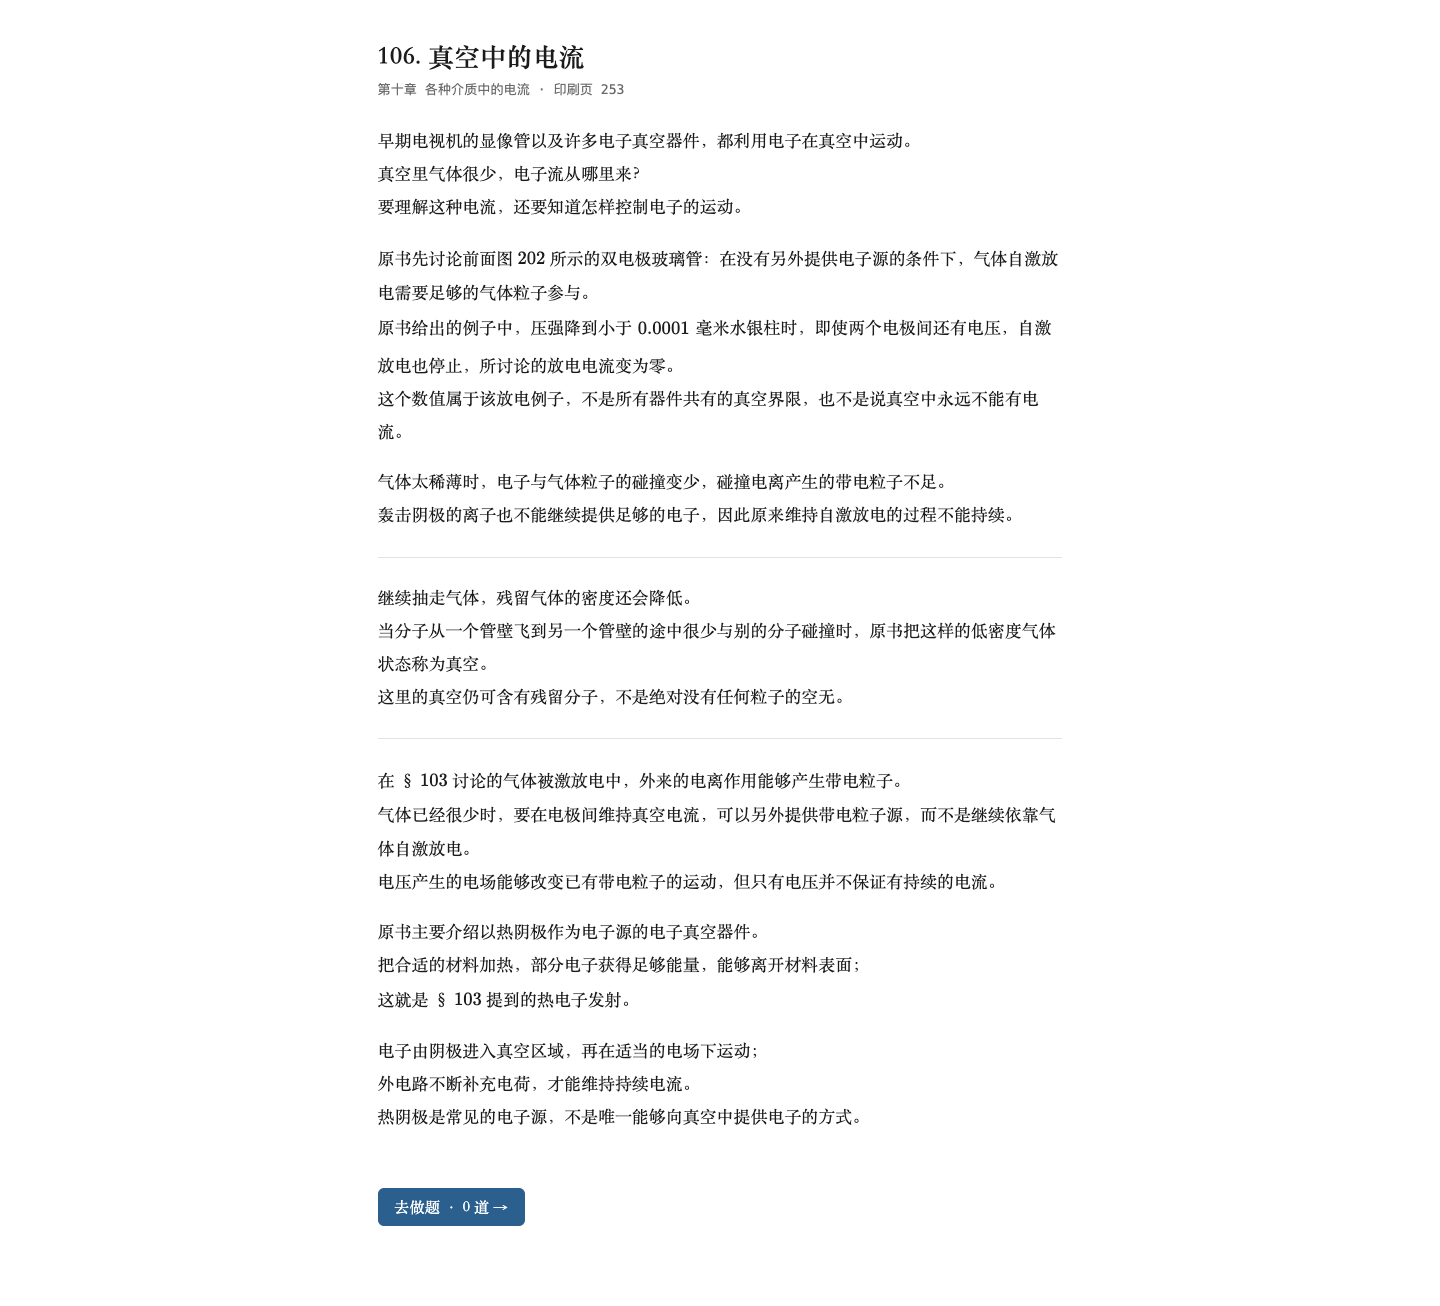 106. 真空中的电流
第十章 各种介质中的电流 · 印刷页 253
早期电视机的显像管以及许多电子真空器件，都利用电子在真空中运动。
真空里气体很少，电子流从哪里来？
要理解这种电流，还要知道怎样控制电子的运动。
原书先讨论前面图 202 所示的双电极玻璃管：在没有另外提供电子源的条件下，气体自激放
电需要足够的气体粒子参与。
原书给出的例子中，压强降到小于 0.0001 毫米水银柱时，即使两个电极间还有电压，自激
放电也停止，所讨论的放电电流变为零。
这个数值属于该放电例子，不是所有器件共有的真空界限，也不是说真空中永远不能有电
流。
气体太稀薄时，电子与气体粒子的碰撞变少，碰撞电离产生的带电粒子不足。
轰击阴极的离子也不能继续提供足够的电子，因此原来维持自激放电的过程不能持续。
继续抽走气体，残留气体的密度还会降低。
当分子从一个管壁飞到另一个管壁的途中很少与别的分子碰撞时，原书把这样的低密度气体
状态称为真空。
这里的真空仍可含有残留分子，不是绝对没有任何粒子的空无。
在 § 103 讨论的气体被激放电中，外来的电离作用能够产生带电粒子。
气体已经很少时，要在电极间维持真空电流，可以另外提供带电粒子源，而不是继续依靠气
体自激放电。
电压产生的电场能够改变已有带电粒子的运动，但只有电压并不保证有持续的电流。
原书主要介绍以热阴极作为电子源的电子真空器件。
把合适的材料加热，部分电子获得足够能量，能够离开材料表面；
这就是 § 103 提到的热电子发射。
电子由阴极进入真空区域，再在适当的电场下运动；
外电路不断补充电荷，才能维持持续电流。
热阴极是常见的电子源，不是唯一能够向真空中提供电子的方式。
去做题 · 0 道 →